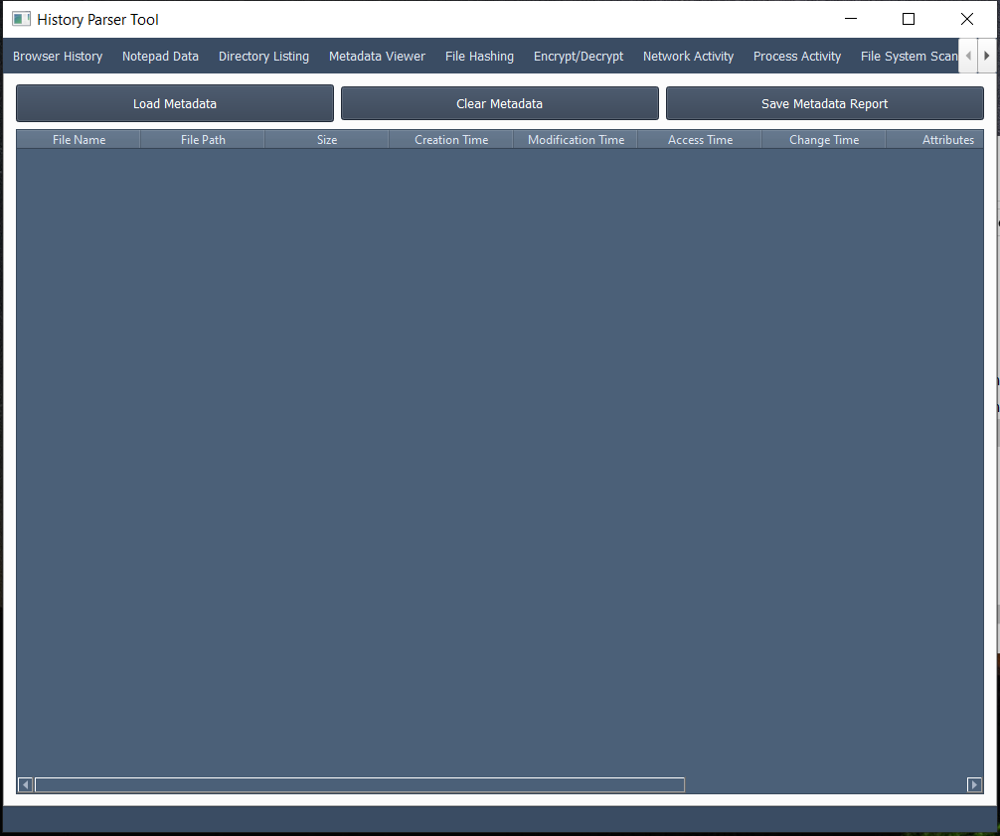 History Parser Tool
Browser History Notepad Data Directory Listing Metadata Viewer File Hashing Encrypt/Decrypt Network Activity Process Activity File System Scan
Load Metadata Clear Metadata Save Metadata Report
File Name File Path Size Creation Time Modification Time Access Time Change Time Attributes